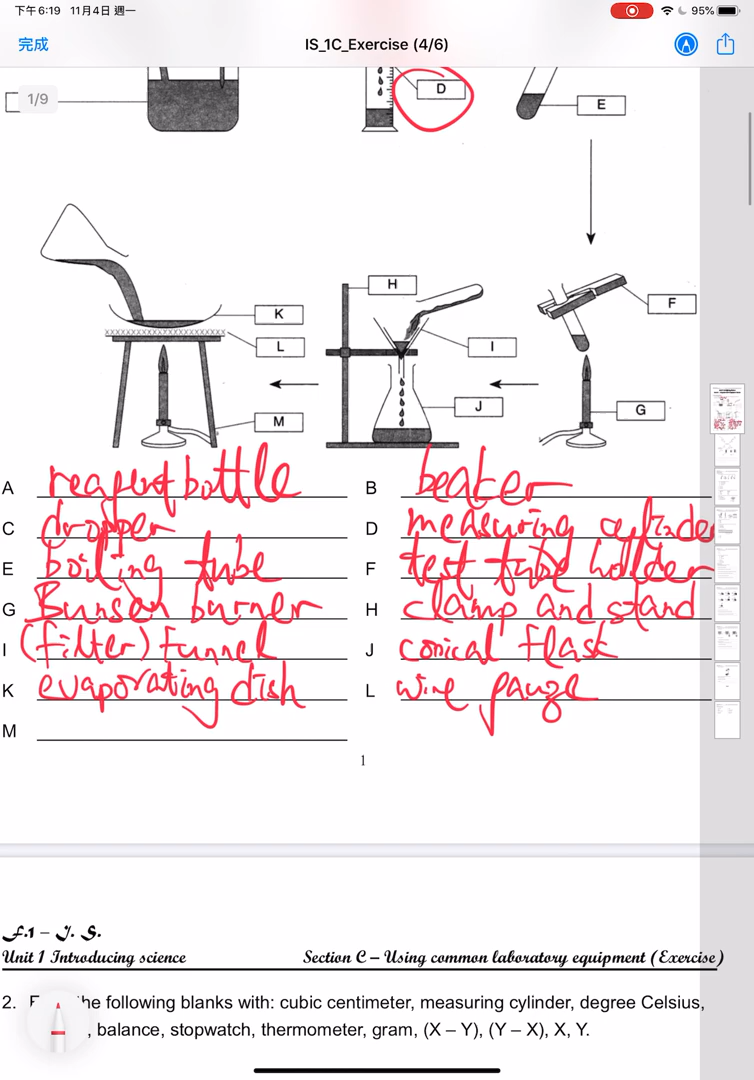 下午6:19 11月4日 週一
95%
完成
IS_1C_Exercise (4/6)
1/9
D
E
H
F
K
L
I
J
G
M
A reagent bottle B beaker
C dropper D measuring cylinder
E boiling tube F test tube holder
G Bunsen burner H clamp and stand
I (filter) funnel J conical flask
K evaporating dish L wire gauze
M
1
F.1 – I. S.
Unit 1 Introducing science Section C – Using common laboratory equipment (Exercise)
2. he following blanks with: cubic centimeter, measuring cylinder, degree Celsius,
, balance, stopwatch, thermometer, gram, (X – Y), (Y – X), X, Y.